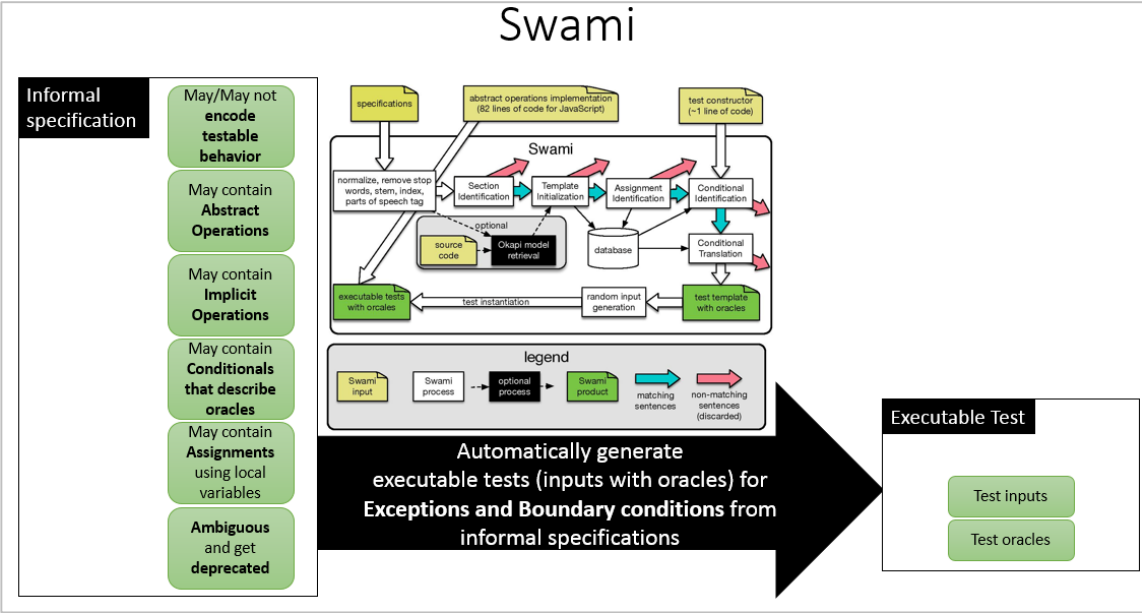 Swami
Informal
specification
May/May not
encode
testable
behavior
May contain
Abstract
Operations
May contain
Implicit
Operations
May contain
Conditionals
that describe
oracles
May contain
Assignments
using local
variables
Ambiguous
and get
deprecated
specifications
abstract operations implementation
(82 lines of code for JavaScript)
test constructor
(~1 line of code)
Swami
normalize, remove stop
words, stem, index,
parts of speech tag
Section
Identification
Template
Initialization
Assignment
Identification
Conditional
Identification
optional
source
code
Okapi model
retrieval
database
Conditional
Translation
executable tests
with orcales
test instantiation
random input
generation
test template
with oracles
legend
Swami
input
Swami
process
optional
process
Swami
product
matching
sentences
non-matching
sentences
(discarded)
Automatically generate
executable tests (inputs with oracles) for
Exceptions and Boundary conditions from
informal specifications
Executable Test
Test inputs
Test oracles